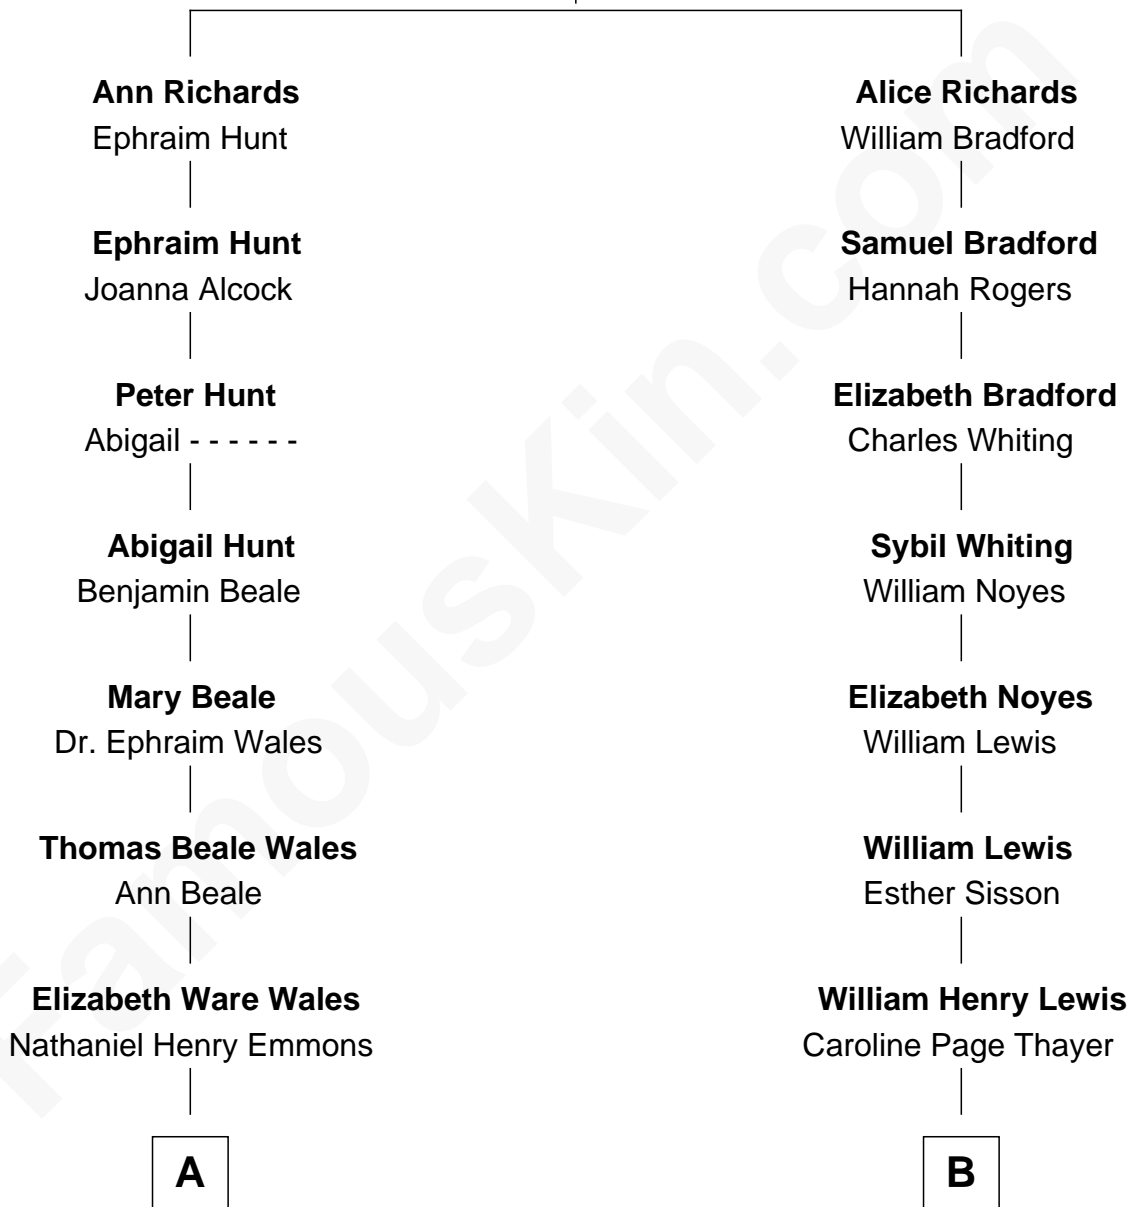 Ann Richards
Ephraim Hunt
Ephraim Hunt
Joanna Alcock
Peter Hunt
Abigail - - - - - -
Abigail Hunt
Benjamin Beale
Mary Beale
Dr. Ephraim Wales
Thomas Beale Wales
Ann Beale
Elizabeth Ware Wales
Nathaniel Henry Emmons
A
Alice Richards
William Bradford
Samuel Bradford
Hannah Rogers
Elizabeth Bradford
Charles Whiting
Sybil Whiting
William Noyes
Elizabeth Noyes
William Lewis
William Lewis
Esther Sisson
William Henry Lewis
Caroline Page Thayer
B
FamousKin.com